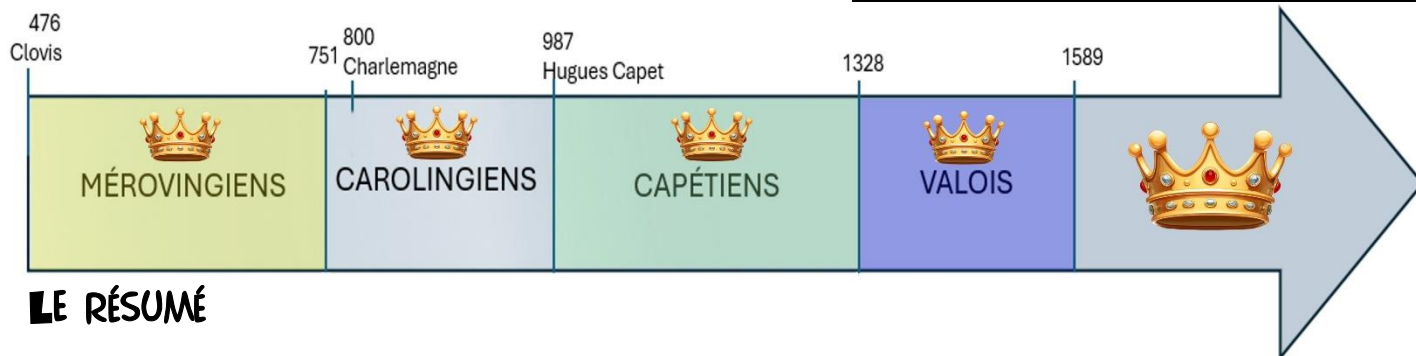 476
Clovis
751
800
Charlemagne
987
Hugues Capet
1328
1589
MÉROVINGIENS
CAROLINGIENS
CAPÉTIENS
VALOIS
LE RÉSUMÉ